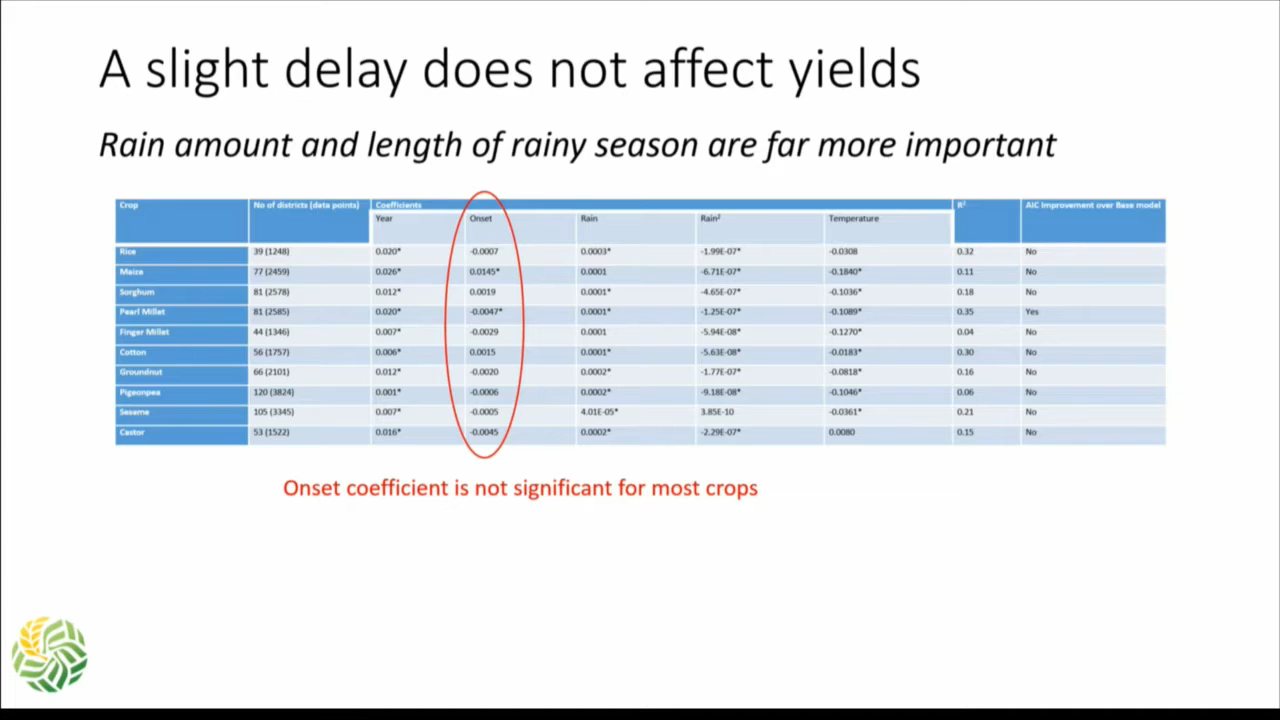 A slight delay does not affect yields
Rain amount and length of rainy season are far more important
Crop No of districts (data points) Coefficients R² AIC Improvement over Base model
Year Onset Rain Rain² Temperature
Rice 39 (1248) 0.020* -0.0007 0.0003* -1.99E-07* -0.0308 0.32 No
Maize 77 (2459) 0.026* 0.0145* 0.0001 -6.71E-07* -0.1840* 0.11 No
Sorghum 81 (2578) 0.012* 0.0019 0.0001* -4.65E-07* -0.1036* 0.18 No
Pearl Millet 81 (2585) 0.020* -0.0047* 0.0001* -1.25E-07* -0.1089* 0.35 Yes
Finger Millet 44 (1346) 0.007* -0.0029 0.0001 -5.94E-08* -0.1270* 0.04 No
Cotton 56 (1757) 0.006* 0.0015 0.0001* -5.63E-08* -0.0183* 0.30 No
Groundnut 66 (2101) 0.012* -0.0020 0.0002* -1.77E-07* -0.0818* 0.16 No
Pigeonpea 120 (3824) 0.001* -0.0006 0.0002* -9.18E-08* -0.1046* 0.06 No
Sesame 105 (3345) 0.007* -0.0005 4.01E-05* 3.85E-10 -0.0361* 0.21 No
Castor 53 (1522) 0.016* -0.0045 0.0002* -2.29E-07* 0.0080 0.15 No
Onset coefficient is not significant for most crops